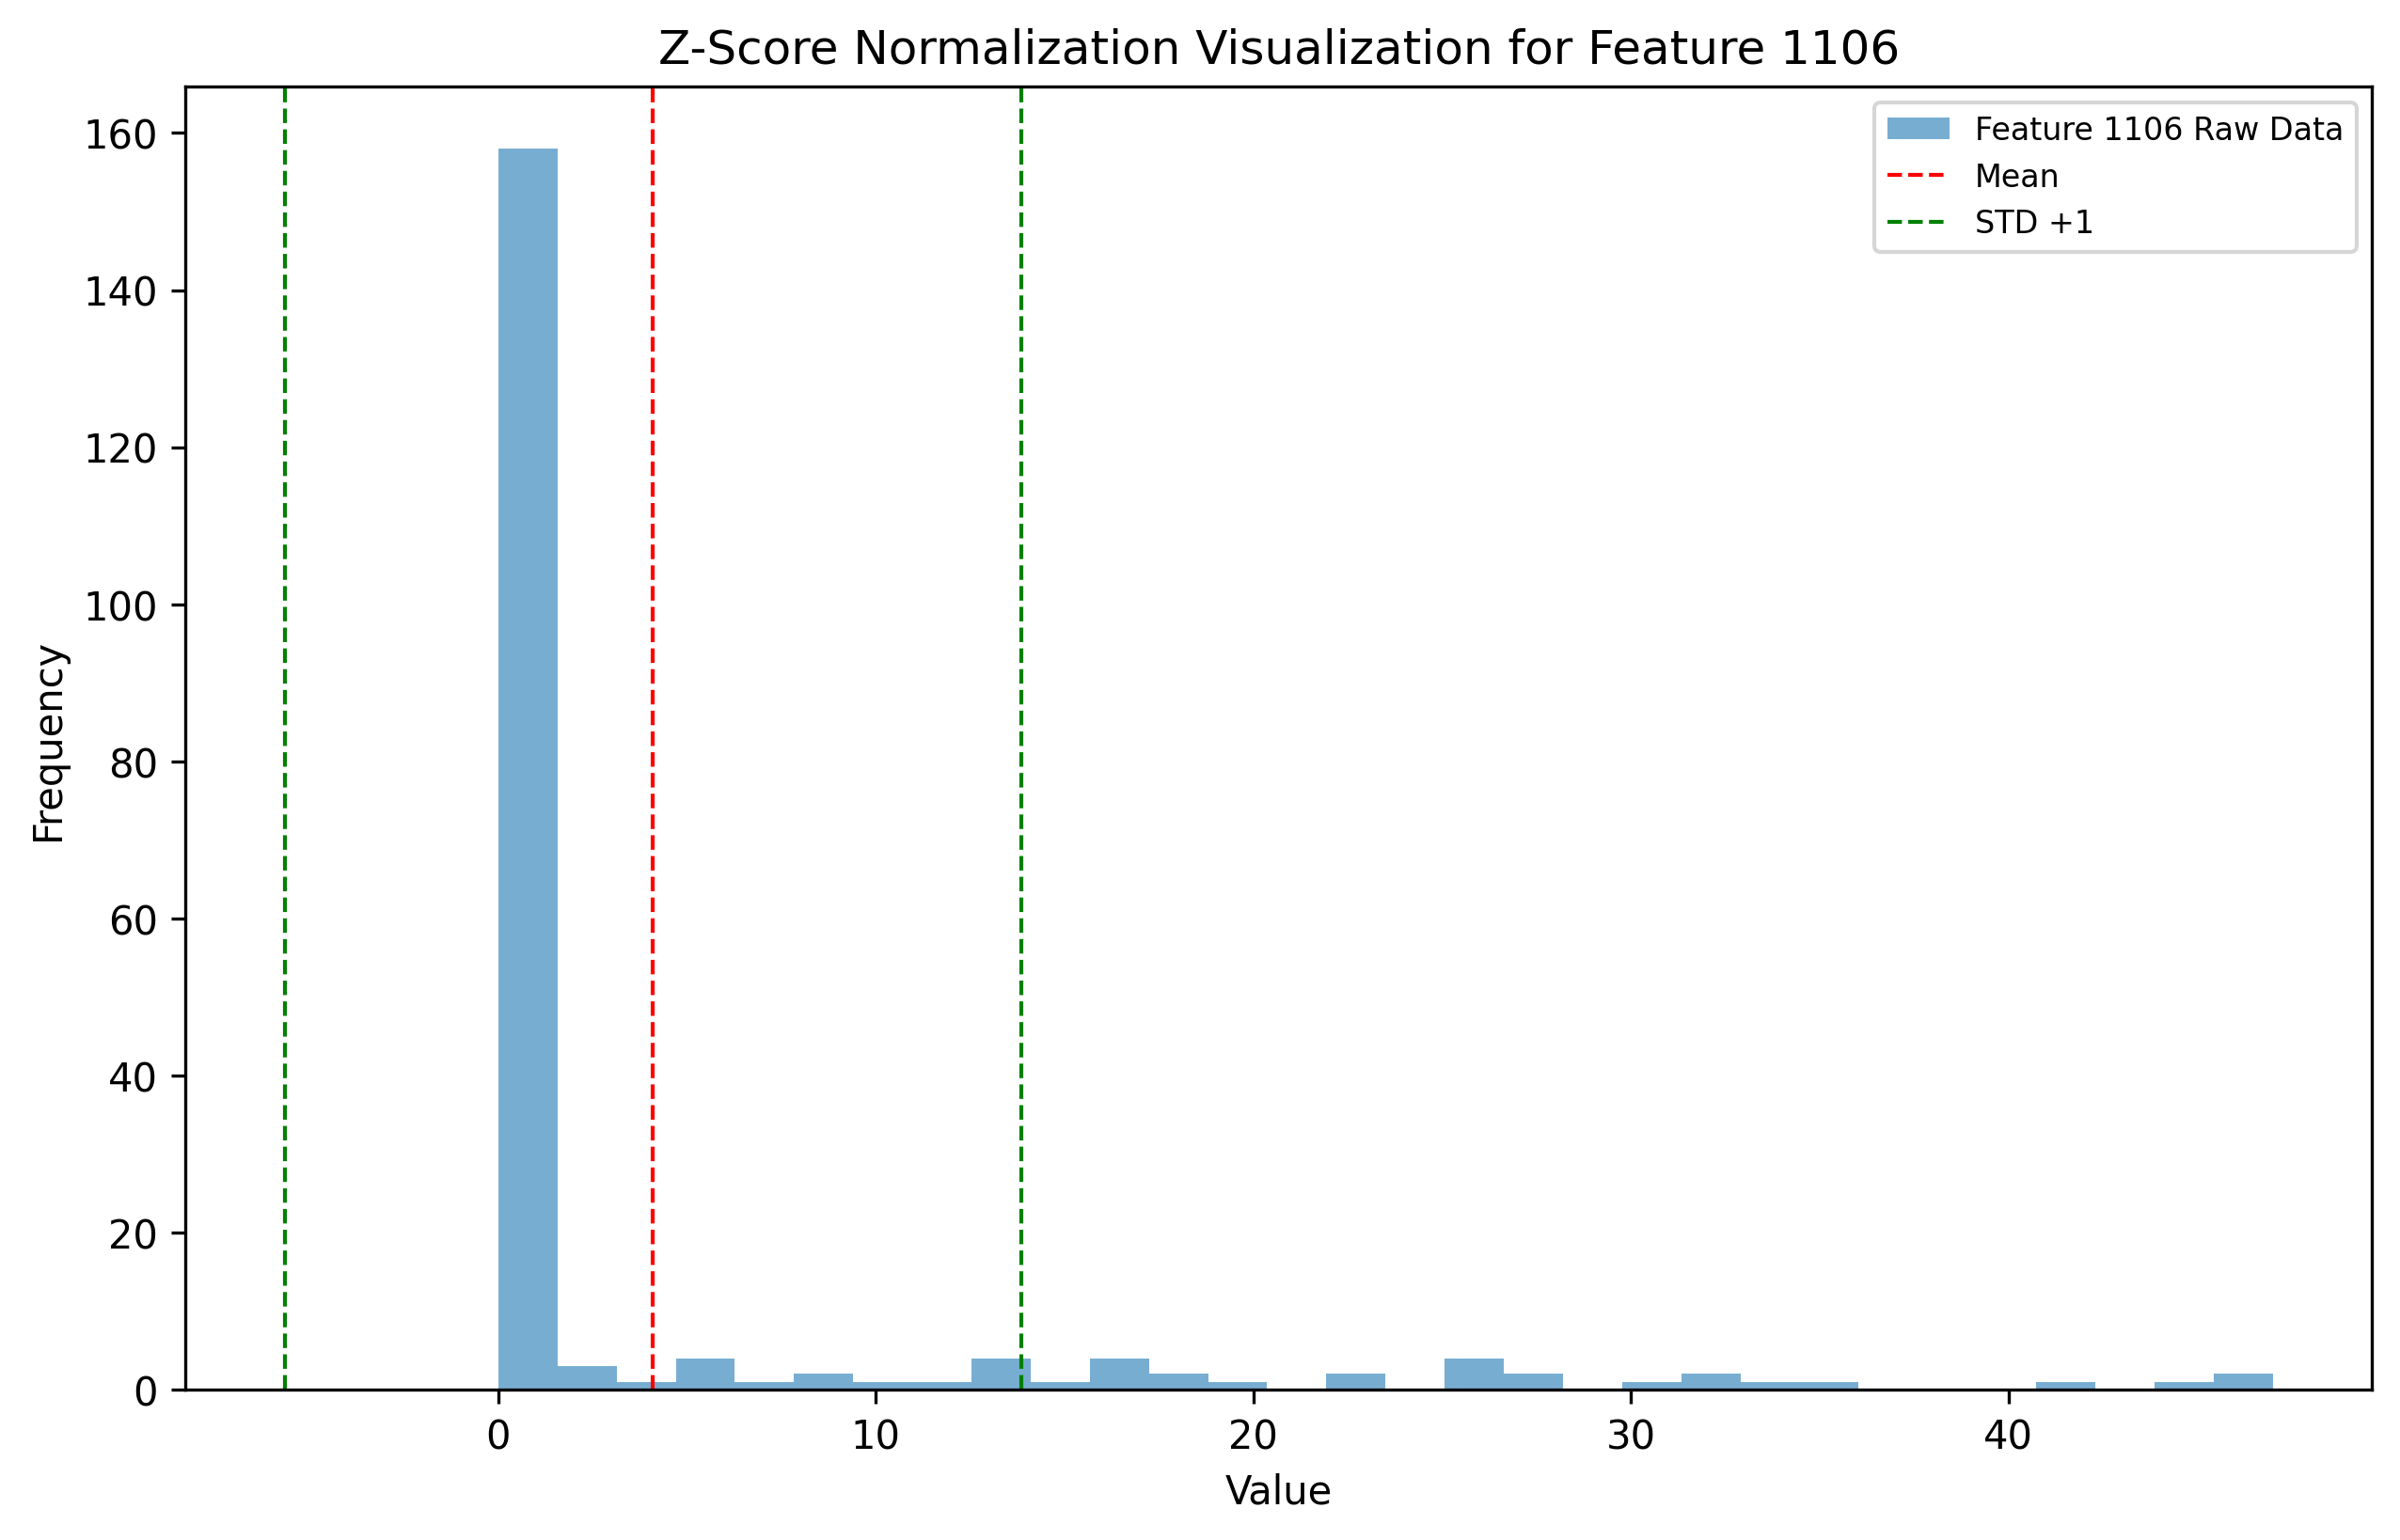 Z-Score Normalization Visualization for Feature 1106
Feature 1106 Raw Data
Mean
STD +1
160
140
120
100
80
60
40
20
0
Frequency
0 10 20 30 40
Value